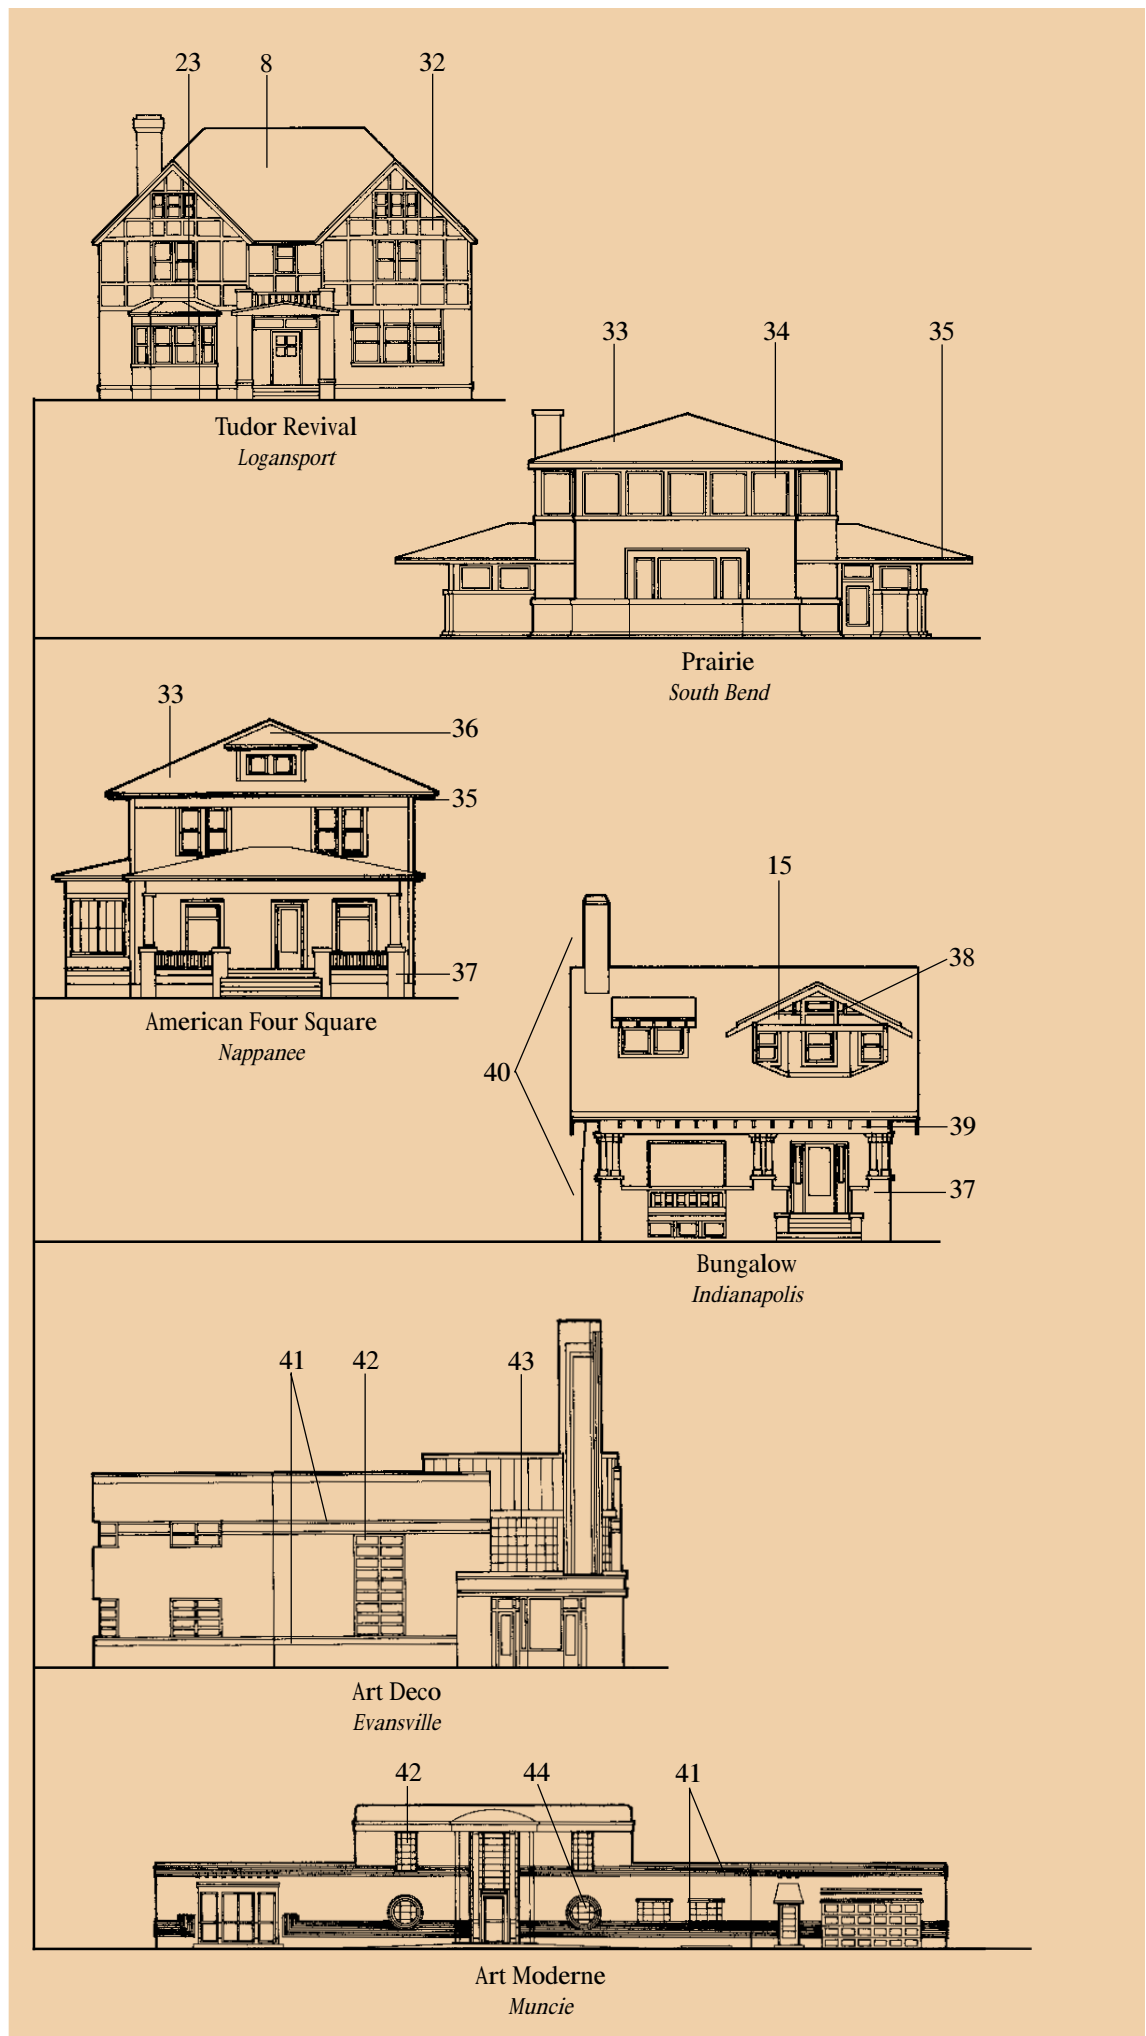 23 8 32
Tudor Revival
Logansport
33 34 35
Prairie
South Bend
33
36
35
37
American Four Square
Nappanee
15
38
40
39
37
Bungalow
Indianapolis
41 42 43
Art Deco
Evansville
42 44 41
Art Moderne
Muncie